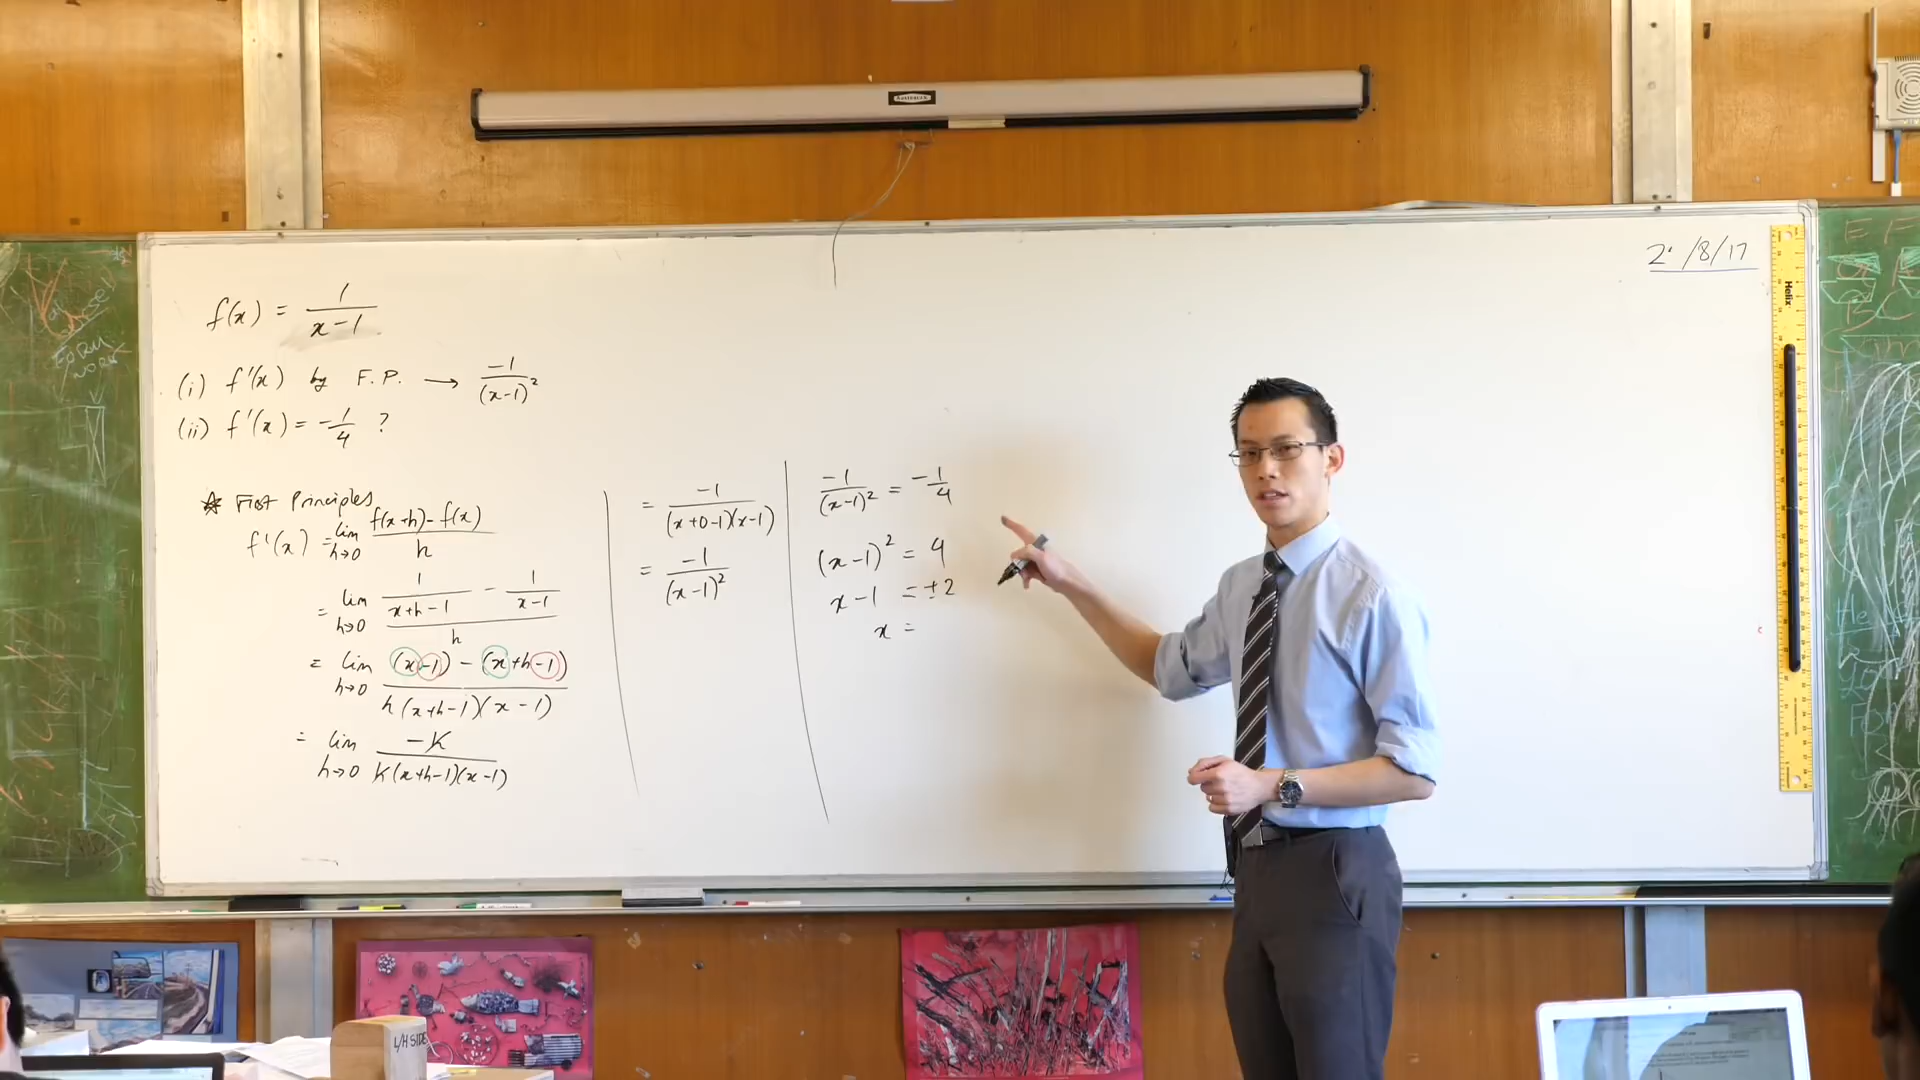 2 /8/17
f(x) = 1/(x-1)
(i) f'(x) by F.P. → -1/(x-1)²
(ii) f'(x) = -1/4 ?
First Principles
f'(x) = lim h→0 (f(x+h) - f(x))/h
= lim h→0 (1/(x+h-1) - 1/(x-1))/h
= lim h→0 ((x-1) - (x+h-1))/(h(x+h-1)(x-1))
= lim h→0 -h/(h(x+h-1)(x-1))
= -1/((x+0-1)(x-1))
= -1/(x-1)²
-1/(x-1)² = -1/4
(x-1)² = 4
x-1 = ±2
x =
Helix
L/H SIDE
FORM